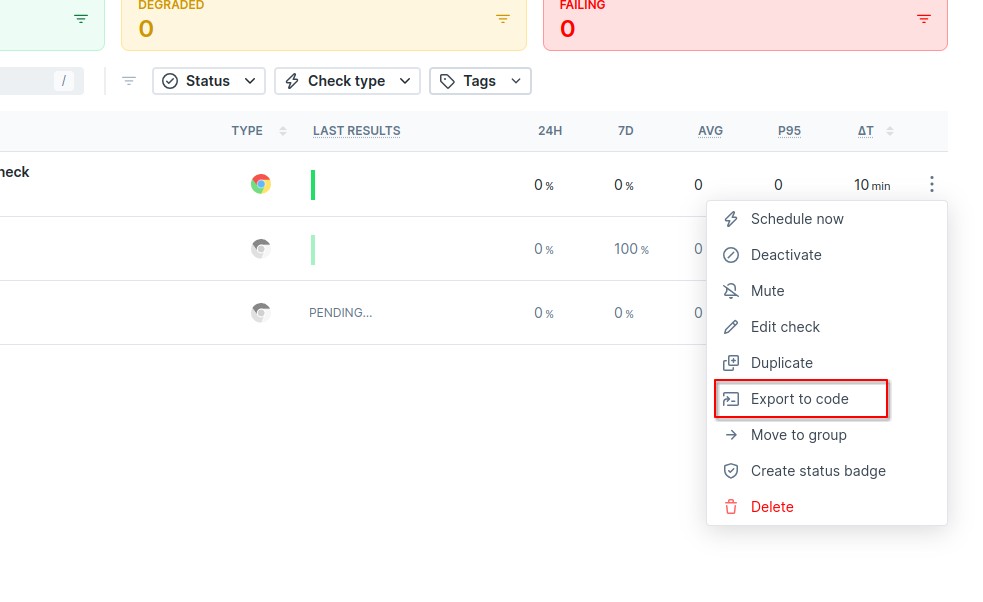 DEGRADED
0
FAILING
0
/
Status
Check type
Tags
TYPE
LAST RESULTS
24H
7D
AVG
P95
ΔT
heck
0 %
0 %
0
0
10 min
0 %
100 %
0
PENDING...
0 %
0 %
0
Schedule now
Deactivate
Mute
Edit check
Duplicate
Export to code
Move to group
Create status badge
Delete